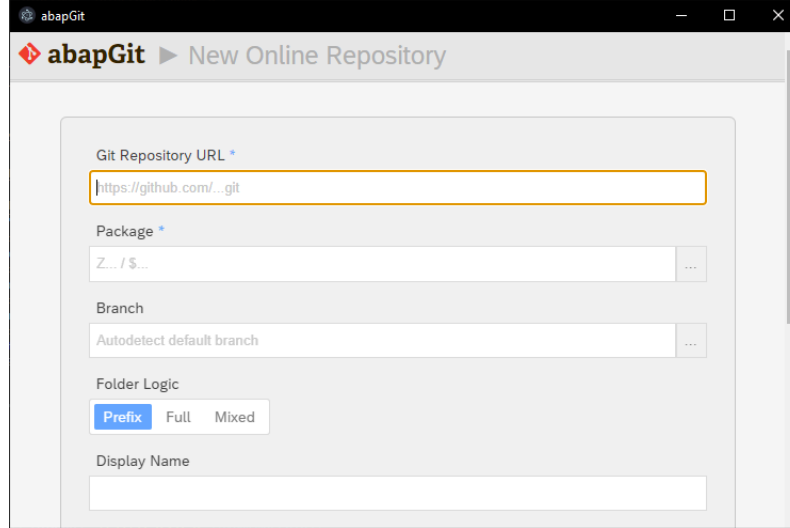 abapGit
abapGit ▶ New Online Repository
Git Repository URL *
https://github.com/...git
Package *
Z... / $...
...
Branch
Autodetect default branch
...
Folder Logic
Prefix Full Mixed
Display Name